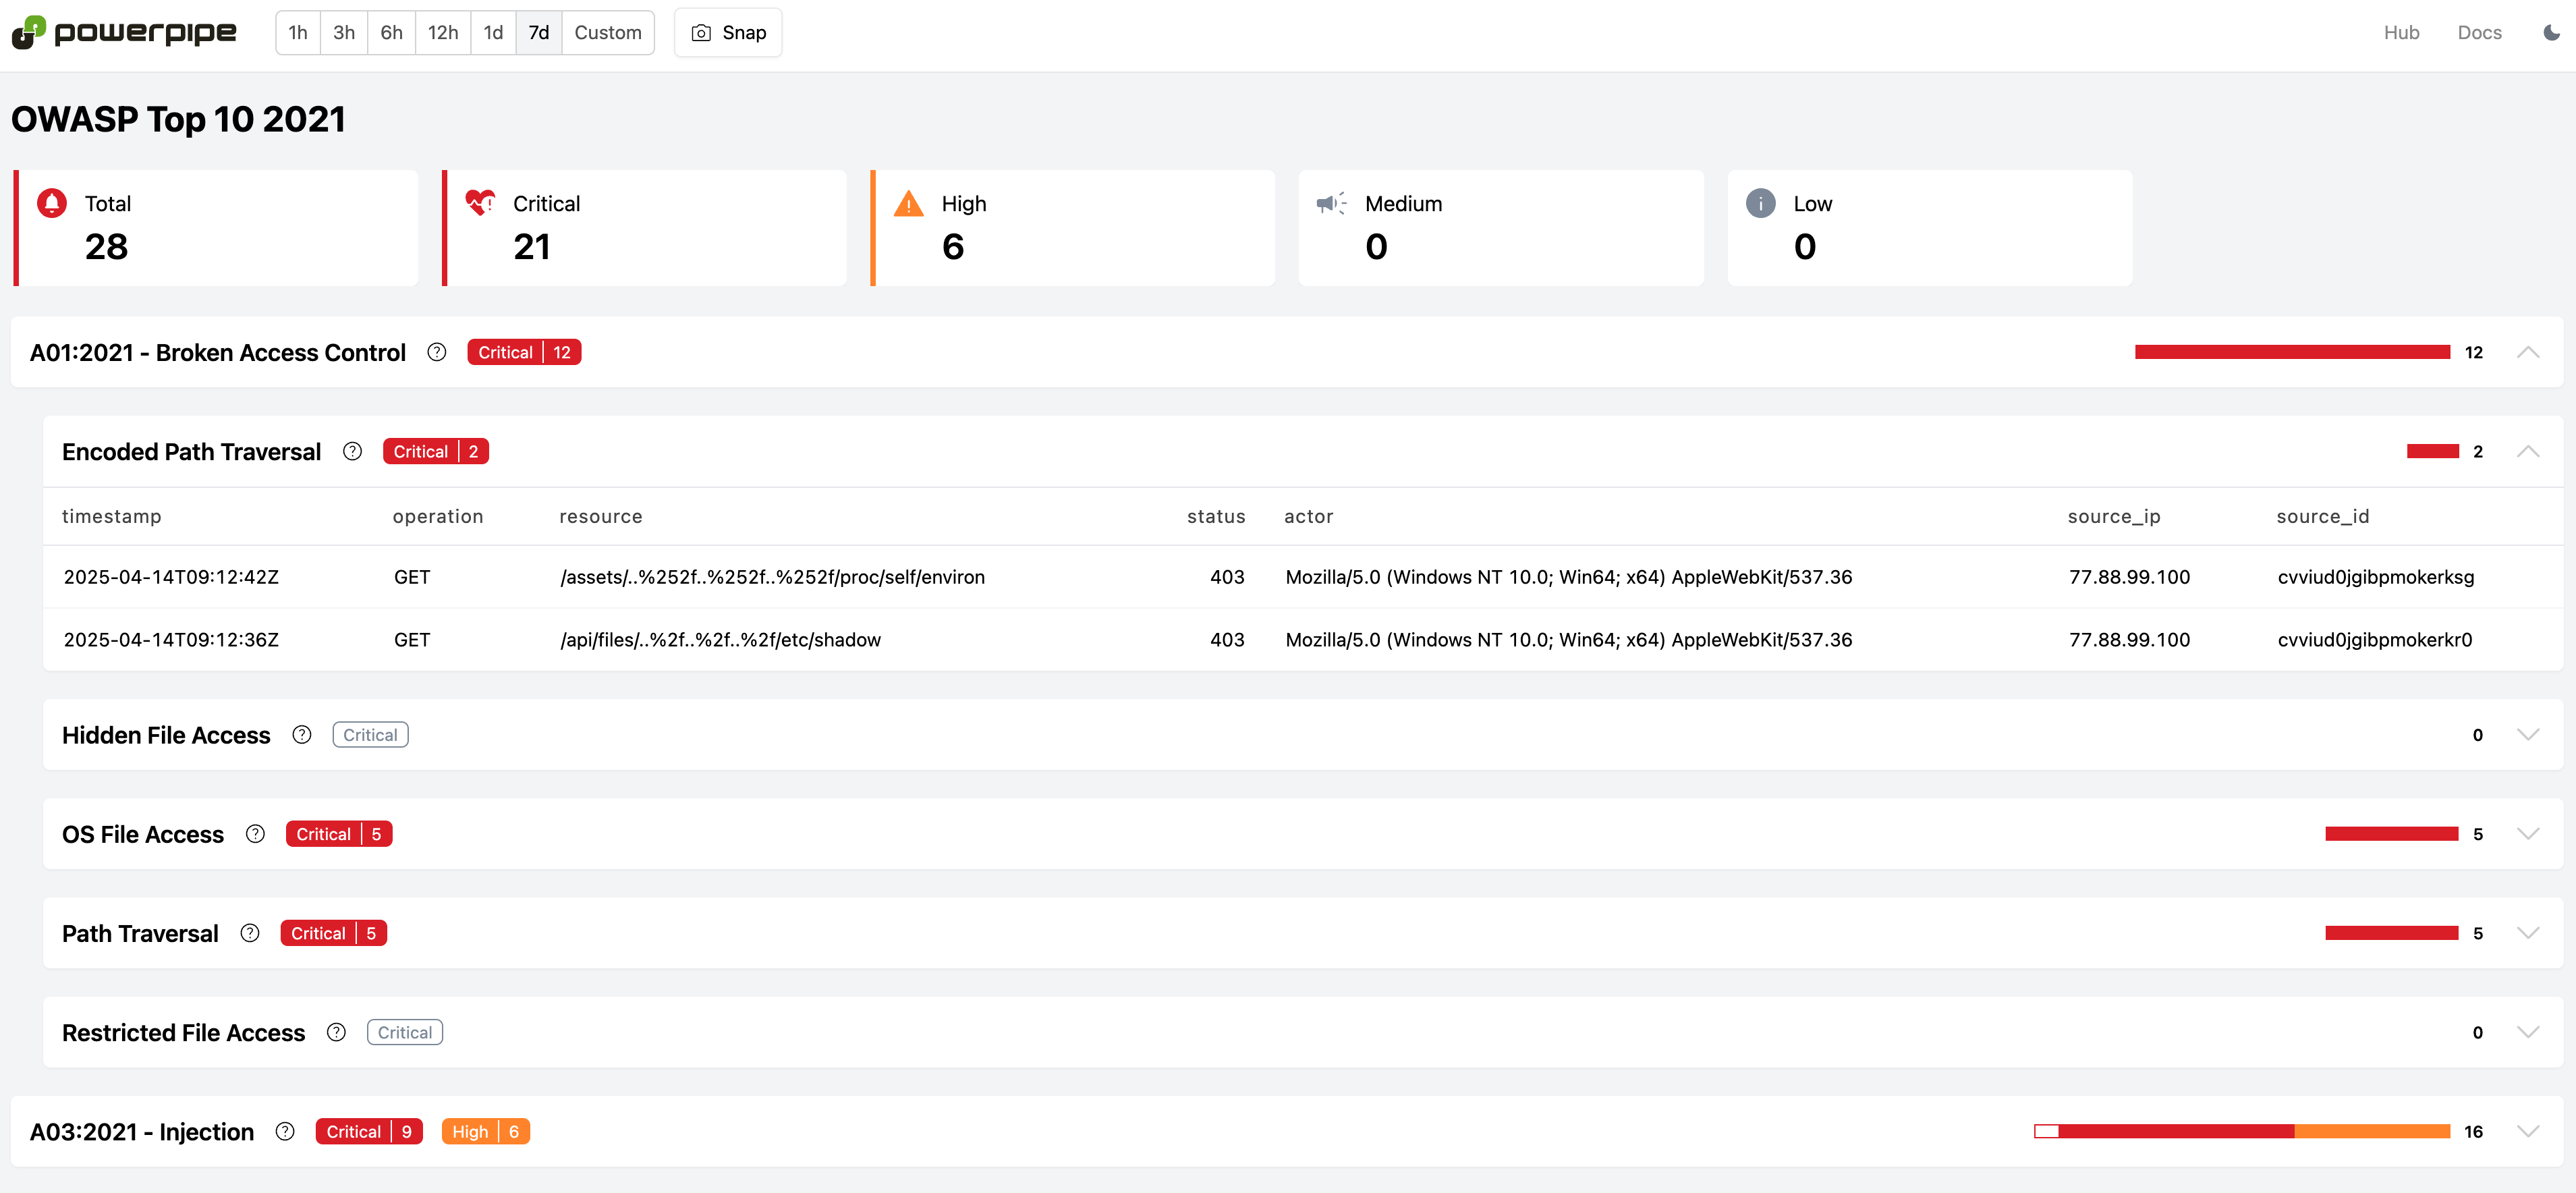 powerpipe 1h 3h 6h 12h 1d 7d Custom Snap Hub Docs
OWASP Top 10 2021
Total
28
Critical
21
High
6
Medium
0
Low
0
A01:2021 - Broken Access Control Critical 12 12
Encoded Path Traversal Critical 2 2
timestamp operation resource status actor source_ip source_id
2025-04-14T09:12:42Z GET /assets/..%252f..%252f..%252f/proc/self/environ 403 Mozilla/5.0 (Windows NT 10.0; Win64; x64) AppleWebKit/537.36 77.88.99.100 cvviud0jgibpmokerksg
2025-04-14T09:12:36Z GET /api/files/..%2f..%2f..%2f/etc/shadow 403 Mozilla/5.0 (Windows NT 10.0; Win64; x64) AppleWebKit/537.36 77.88.99.100 cvviud0jgibpmokerkr0
Hidden File Access Critical 0
OS File Access Critical 5 5
Path Traversal Critical 5 5
Restricted File Access Critical 0
A03:2021 - Injection Critical 9 High 6 16